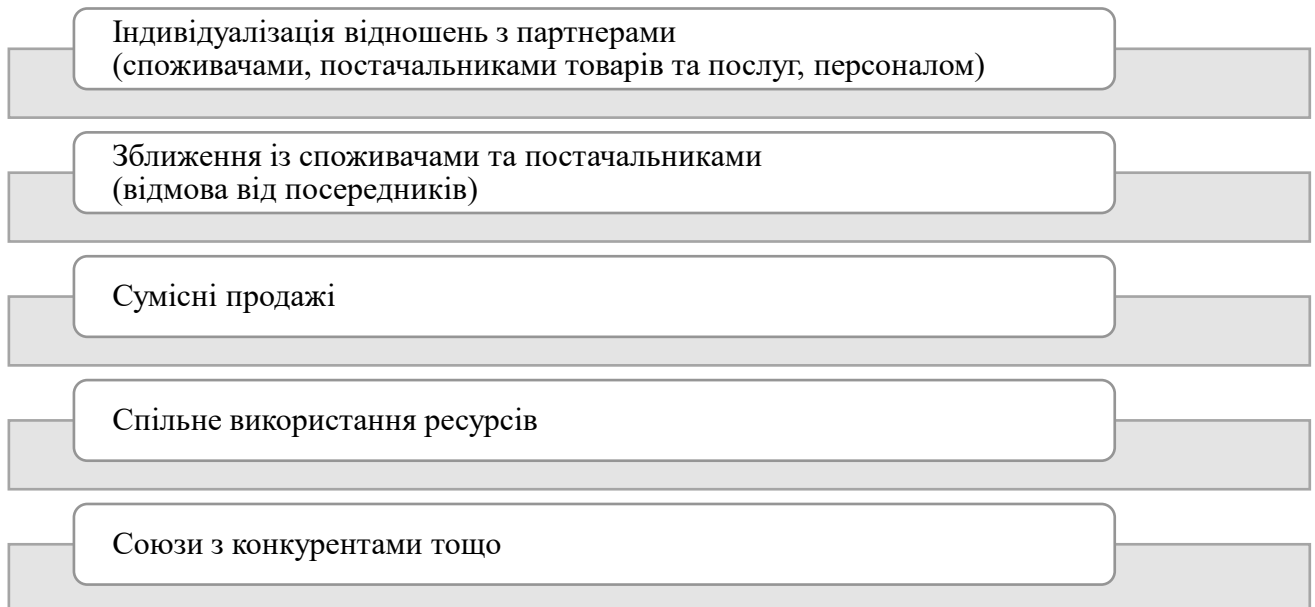 Індивідуалізація відношень з партнерами
(споживачами, постачальниками товарів та послуг, персоналом)
Зближення із споживачами та постачальниками
(відмова від посередників)
Сумісні продажі
Спільне використання ресурсів
Союзи з конкурентами тощо